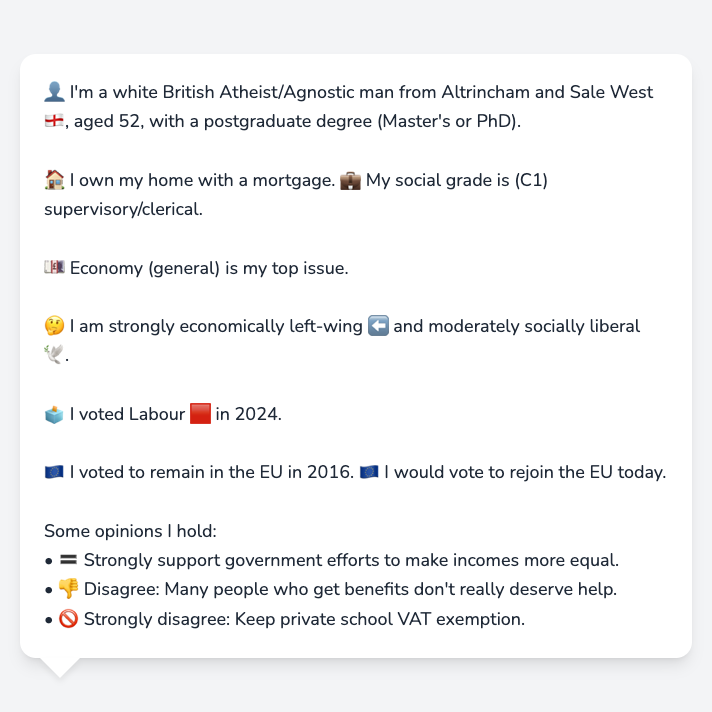 👤 I'm a white British Atheist/Agnostic man from Altrincham and Sale West
🏴󠁧󠁢󠁥󠁮󠁧󠁿, aged 52, with a postgraduate degree (Master's or PhD).
🏠 I own my home with a mortgage. 💼 My social grade is (C1)
supervisory/clerical.
💷 Economy (general) is my top issue.
🤔 I am strongly economically left-wing ⬅️ and moderately socially liberal
🕊️.
🗳️ I voted Labour 🟥 in 2024.
🇪🇺 I voted to remain in the EU in 2016. 🇪🇺 I would vote to rejoin the EU today.
Some opinions I hold:
• 🟰 Strongly support government efforts to make incomes more equal.
• 👎 Disagree: Many people who get benefits don't really deserve help.
• 🚫 Strongly disagree: Keep private school VAT exemption.